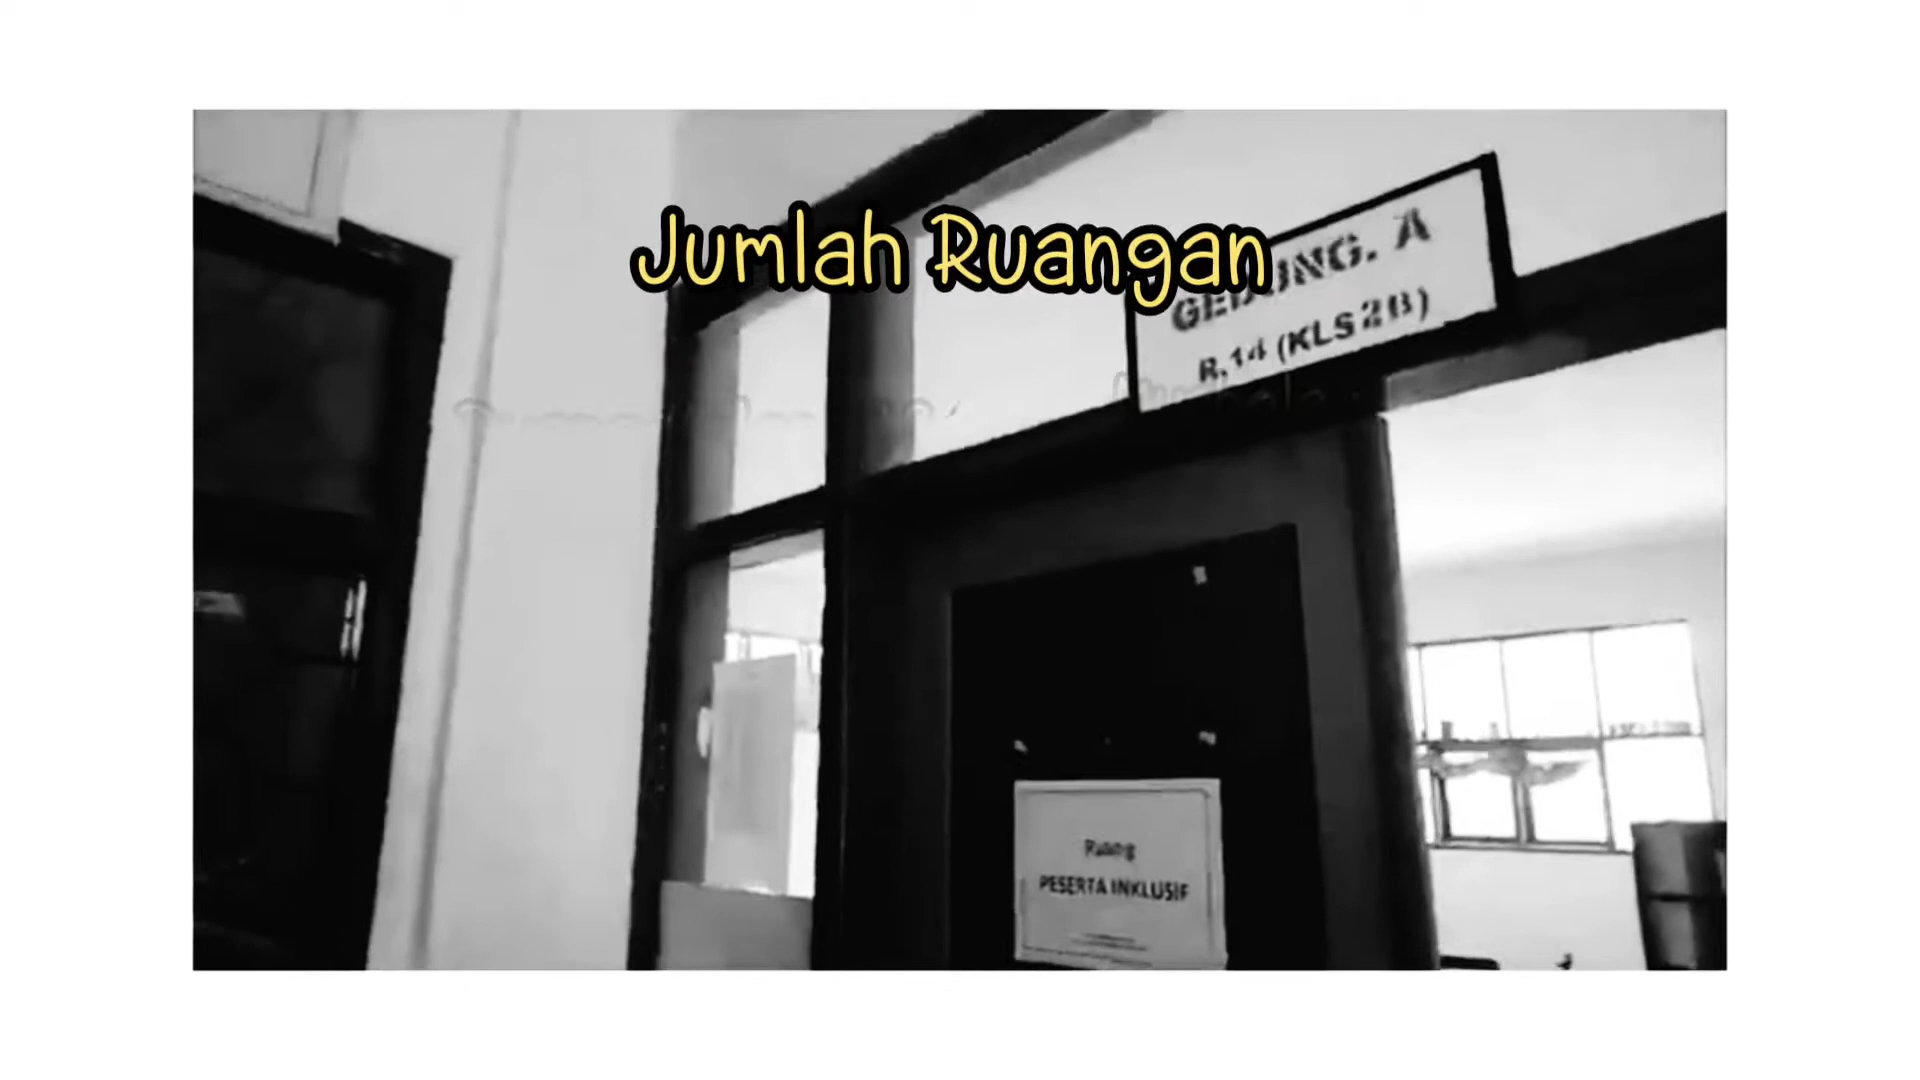 Jumlah Ruangan
GEDUNG. A
R.14 (KLS 2B)
Ruang
PESERTA INKLUSIF